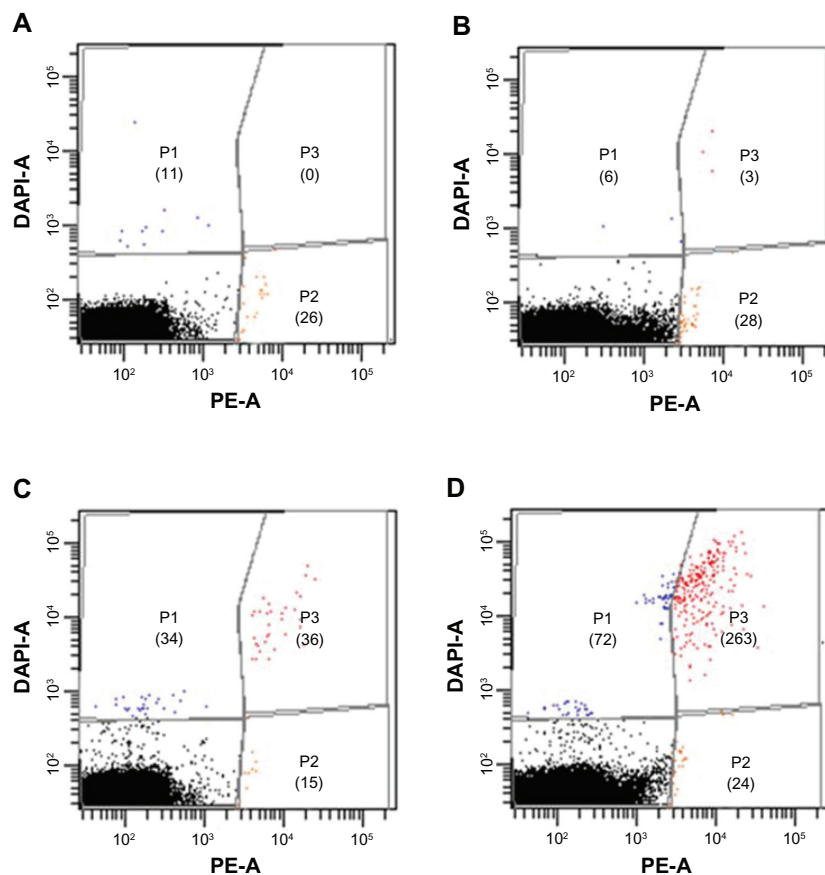 A
B
DAPI-A
10⁵
10⁴
10³
10²
P1
(11)
P3
(0)
P2
(26)
10² 10³ 10⁴ 10⁵
PE-A
DAPI-A
10⁵
10⁴
10³
10²
P1
(6)
P3
(3)
P2
(28)
10² 10³ 10⁴ 10⁵
PE-A
C
D
DAPI-A
10⁵
10⁴
10³
10²
P1
(34)
P3
(36)
P2
(15)
10² 10³ 10⁴ 10⁵
PE-A
DAPI-A
10⁵
10⁴
10³
10²
P1
(72)
P3
(263)
P2
(24)
10² 10³ 10⁴ 10⁵
PE-A